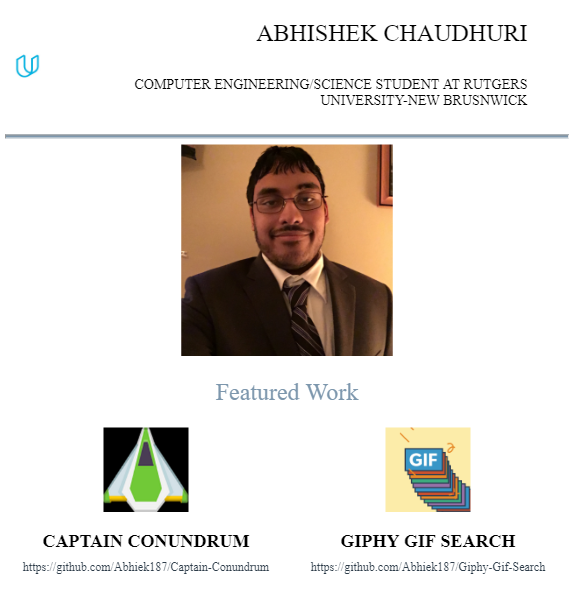 ABHISHEK CHAUDHURI
COMPUTER ENGINEERING/SCIENCE STUDENT AT RUTGERS
UNIVERSITY-NEW BRUSNWICK
Featured Work
GIF
CAPTAIN CONUNDRUM
GIPHY GIF SEARCH
https://github.com/Abhiek187/Captain-Conundrum
https://github.com/Abhiek187/Giphy-Gif-Search